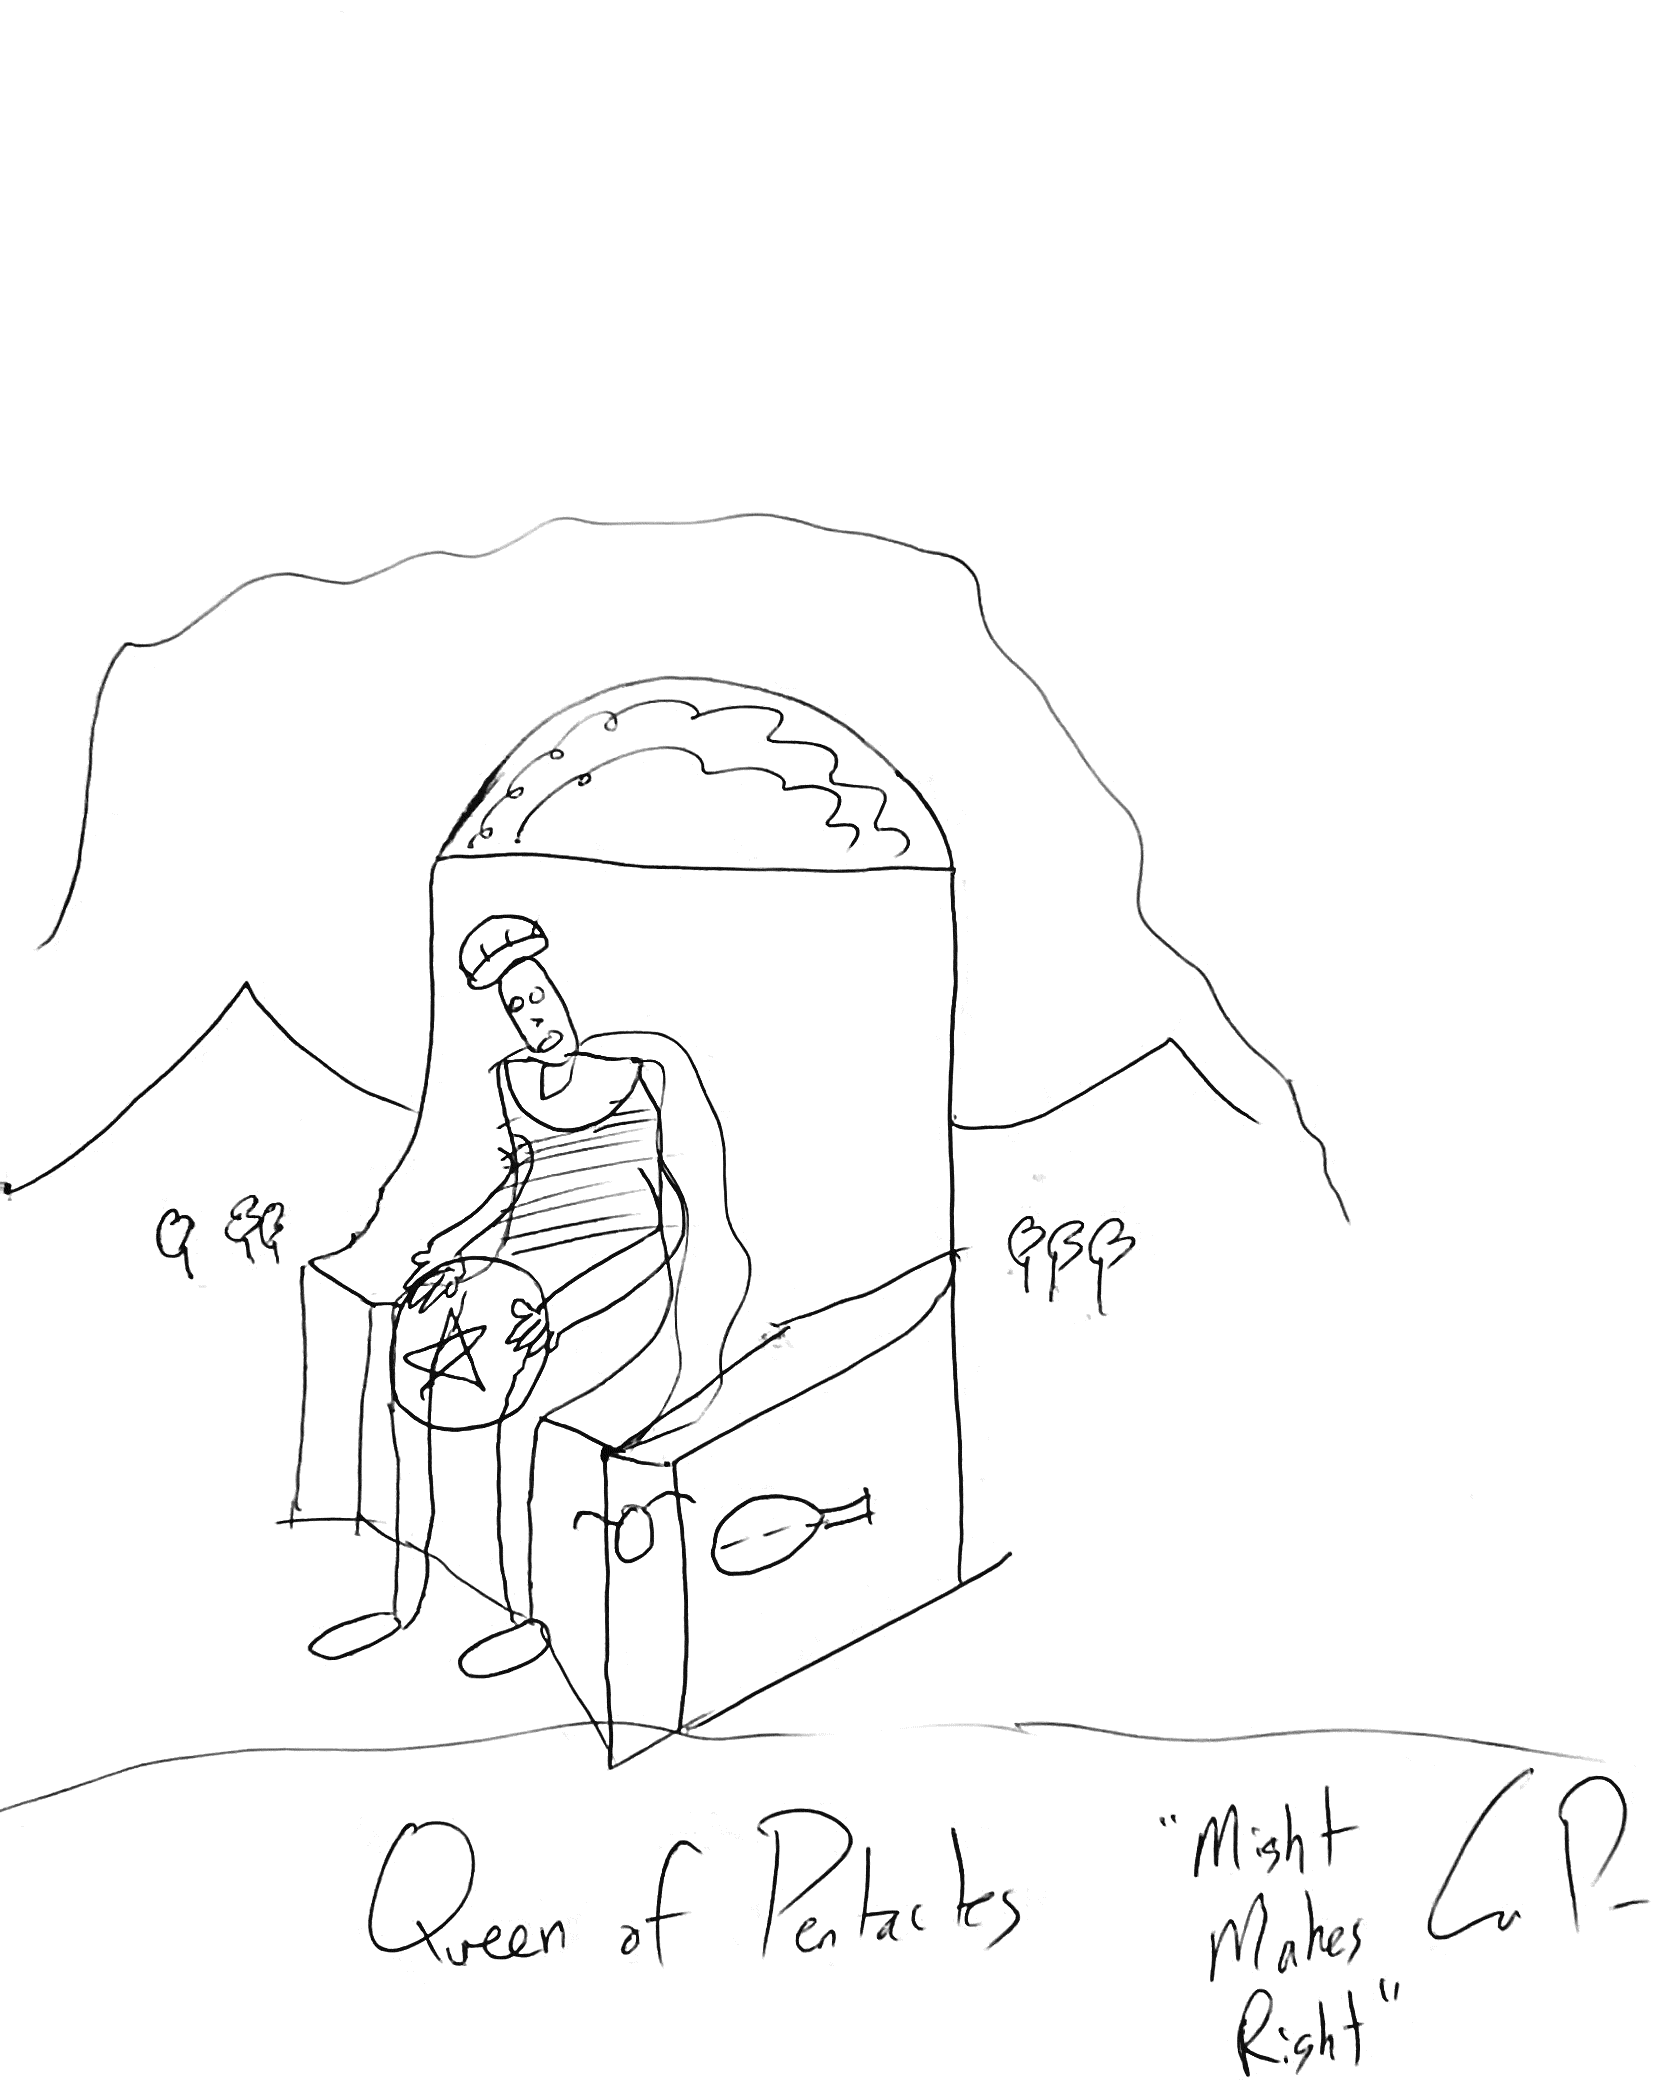 Queen of Pentacles
"Might
Makes
Right"